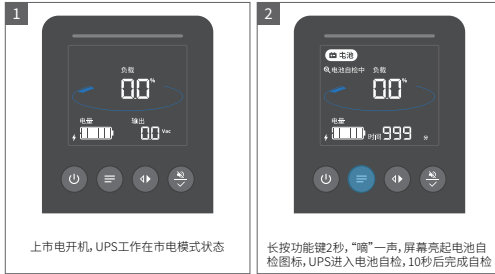 1
负载
0.0%
电量
输出
0.0 Vac
上市电开机，UPS工作在市电模式状态
2
电池
电池自检中 负载
0.0%
电量
时间 999
长按功能键2秒，“嘀”一声，屏幕亮起电池自
检图标，UPS进入电池自检，10秒后完成自检